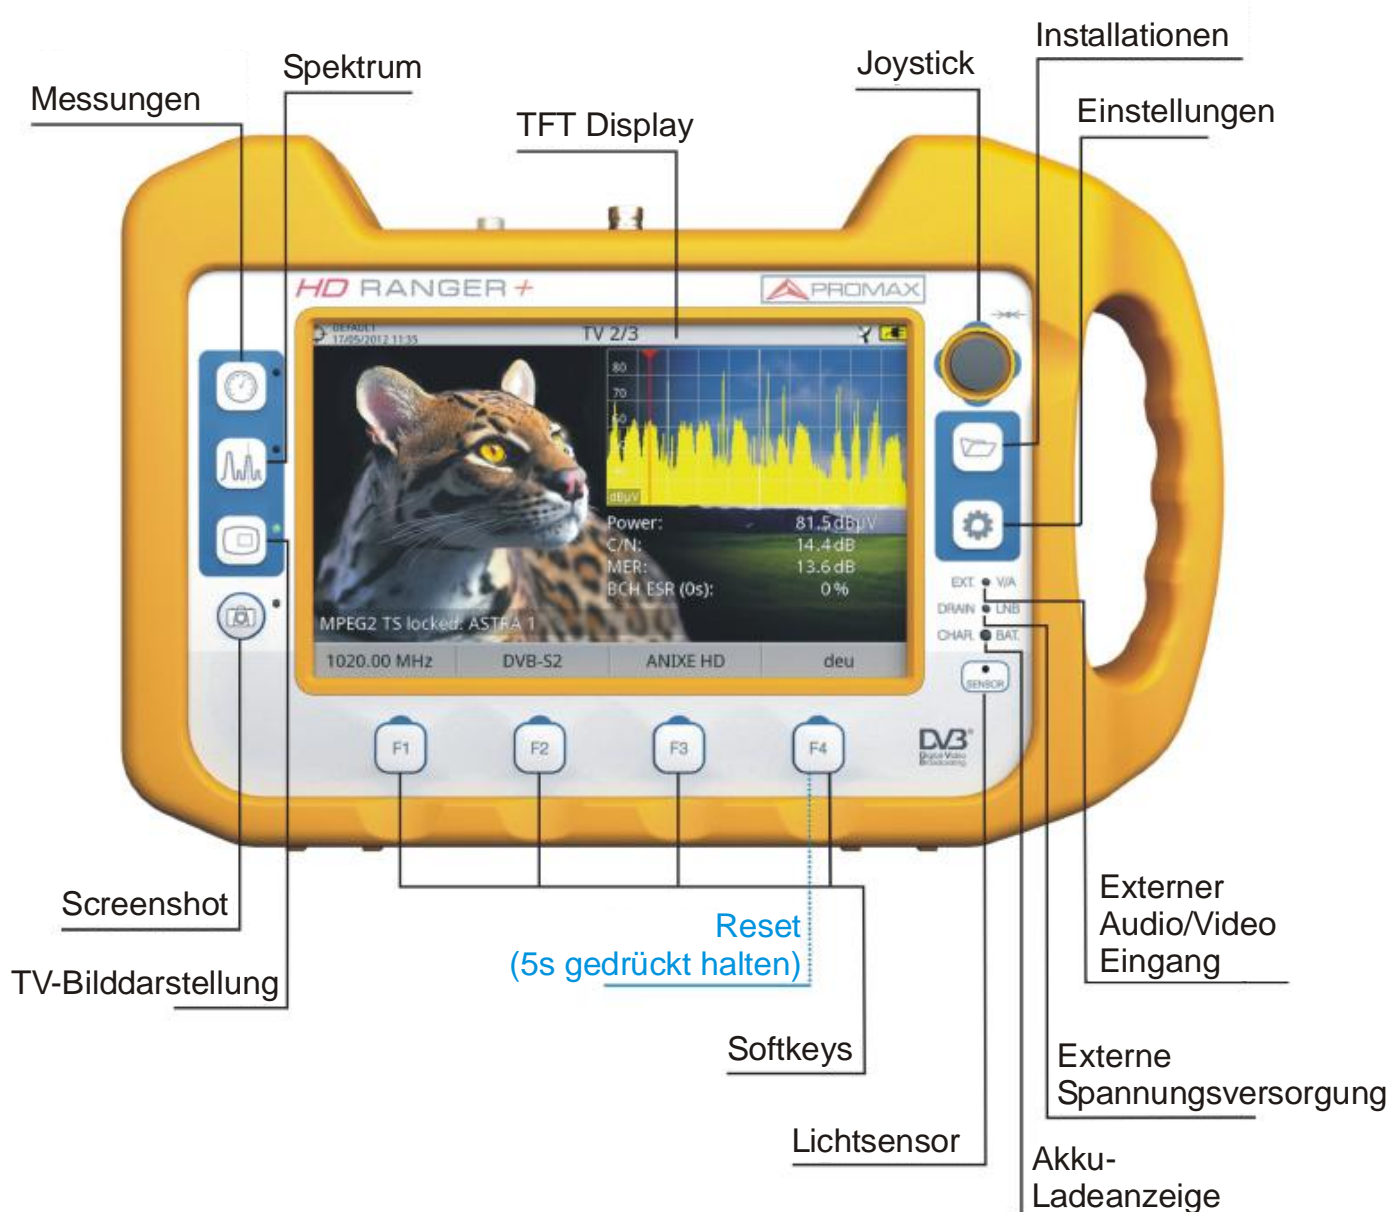 Installationen
Spektrum
Joystick
Messungen
Einstellungen
TFT Display
HD RANGER +
PROMAX
DEFAULT
17/05/2012 11:35
TV 2/3
80
70
60
dBµV
Power: 81.5 dBµV
C/N: 14.4 dB
MER: 13.6 dB
BCH ESR (0s): 0 %
MPEG2 TS locked: ASTRA 1
1020.00 MHz DVB-S2 ANIXE HD deu
EXT. V/A
DRAIN LNB
CHAR. BAT.
SENSOR
F1 F2 F3 F4
DVB
Digital Video
Broadcasting
Screenshot
Reset
(5s gedrückt halten)
TV-Bilddarstellung
Externer
Audio/Video
Eingang
Softkeys
Externe
Spannungsversorgung
Lichtsensor
Akku-
Ladeanzeige